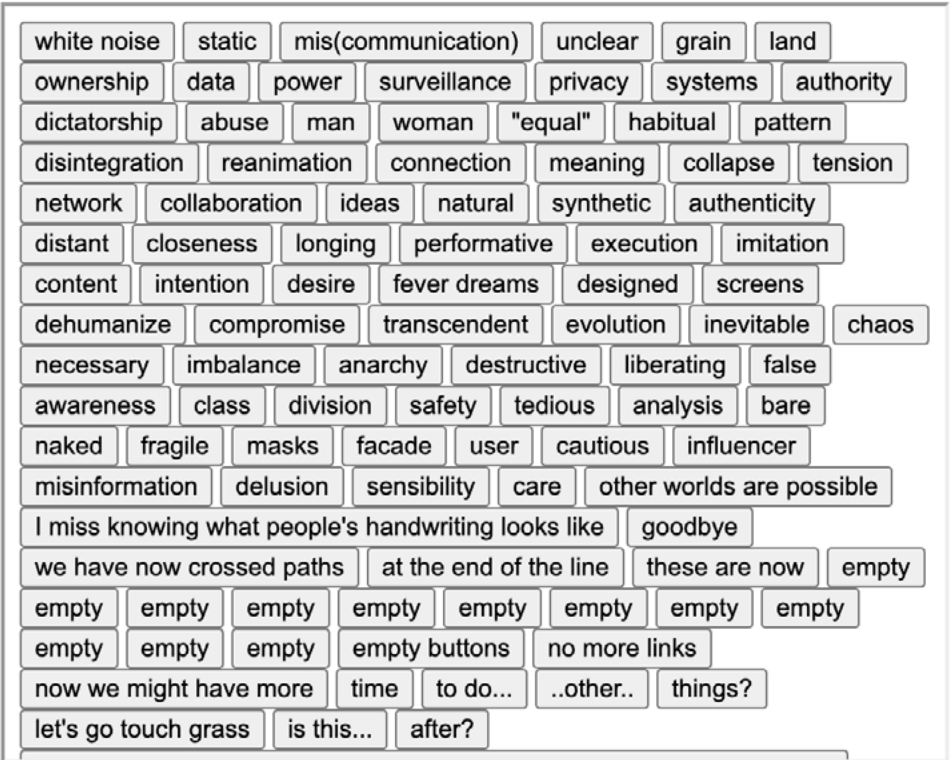 white noise static mis(communication) unclear grain land
ownership data power surveillance privacy systems authority
dictatorship abuse man woman "equal" habitual pattern
disintegration reanimation connection meaning collapse tension
network collaboration ideas natural synthetic authenticity
distant closeness longing performative execution imitation
content intention desire fever dreams designed screens
dehumanize compromise transcendent evolution inevitable chaos
necessary imbalance anarchy destructive liberating false
awareness class division safety tedious analysis bare
naked fragile masks facade user cautious influencer
misinformation delusion sensibility care other worlds are possible
I miss knowing what people's handwriting looks like goodbye
we have now crossed paths at the end of the line these are now empty
empty empty empty empty empty empty empty empty
empty empty empty empty buttons no more links
now we might have more time to do... ..other.. things?
let's go touch grass is this... after?